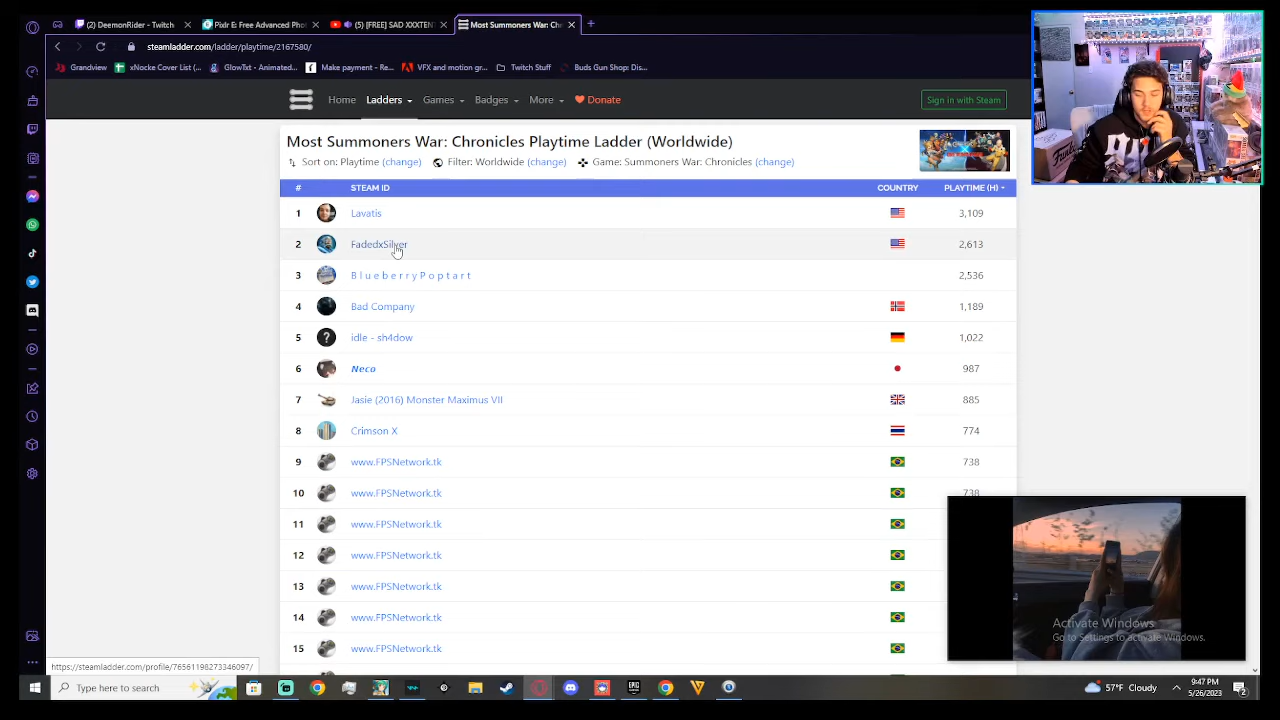 (2) DeemonRider - Twitch
Pixlr E: Free Advanced Phot
(5) [FREE] SAD XXXTEN
Most Summoners War: Ch
steamladder.com/ladder/playtime/2167580/
Grandview
xNocke Cover List (...
GlowTxt - Animated...
Make payment - 8...
VFX and motion gr...
Twitch Stuff
Buds Gun Shop: Dis...
Home
Ladders
Games
Badges
More
Donate
Sign in with Steam
Most Summoners War: Chronicles Playtime Ladder (Worldwide)
Sort on: Playtime (change) Filter: Worldwide (change) Game: Summoners War: Chronicles (change)
# STEAM ID COUNTRY PLAYTIME (H)
1 Lavatis 3,109
2 FadedxSilver 2,613
3 B l u e b e r r y P o p t a r t 2,536
4 Bad Company 1,189
5 idle - sh4dow 1,022
6 Neco 987
7 Jasie (2016) Monster Maximus VII 885
8 Crimson X 774
9 www.FPSNetwork.tk 738
10 www.FPSNetwork.tk 738
11 www.FPSNetwork.tk
12 www.FPSNetwork.tk
13 www.FPSNetwork.tk
14 www.FPSNetwork.tk
15 www.FPSNetwork.tk
Activate Windows
Go to Settings to activate Windows.
https://steamladder.com/profile/76561198273346097/
Type here to search
57°F Cloudy
9:47 PM
5/26/2023
2